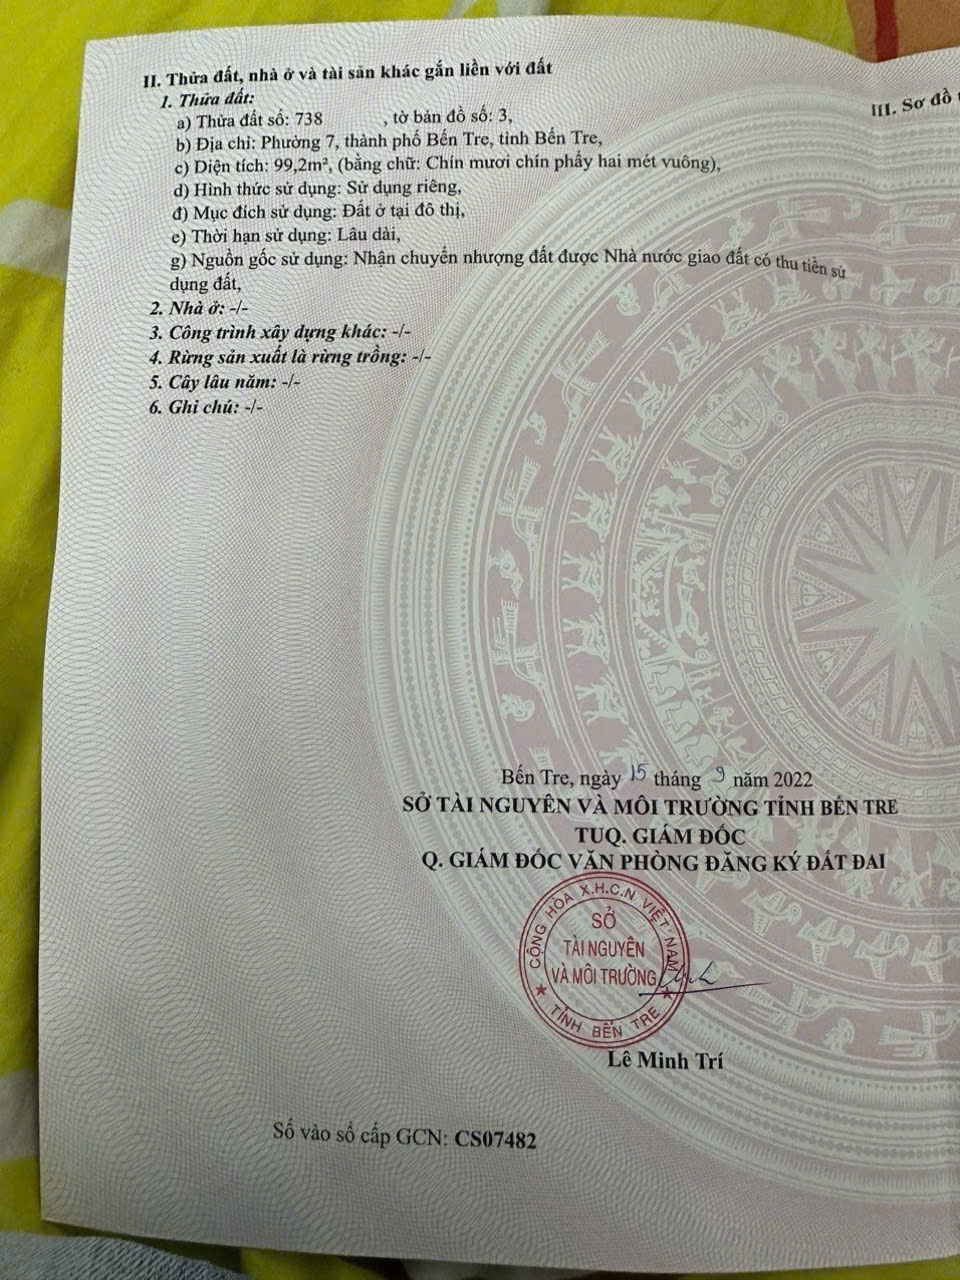 II. Thửa đất, nhà ở và tài sản khác gắn liền với đất
1. Thửa đất:
a) Thửa đất số: 738 , tờ bản đồ số: 3,
b) Địa chỉ: Phường 7, thành phố Bến Tre, tỉnh Bến Tre,
c) Diện tích: 99,2m², (bằng chữ: Chín mươi chín phẩy hai mét vuông),
d) Hình thức sử dụng: Sử dụng riêng,
đ) Mục đích sử dụng: Đất ở tại đô thị,
e) Thời hạn sử dụng: Lâu dài,
g) Nguồn gốc sử dụng: Nhận chuyển nhượng đất được Nhà nước giao đất có thu tiền sử
dụng đất,
2. Nhà ở: -/-
3. Công trình xây dựng khác: -/-
4. Rừng sản xuất là rừng trồng: -/-
5. Cây lâu năm: -/-
6. Ghi chú: -/-
III. Sơ đồ
Bến Tre, ngày 15 tháng 9 năm 2022
SỞ TÀI NGUYÊN VÀ MÔI TRƯỜNG TỈNH BẾN TRE
TUQ. GIÁM ĐỐC
Q. GIÁM ĐỐC VĂN PHÒNG ĐĂNG KÝ ĐẤT ĐAI
CỘNG HÒA X.H.C.N VIỆT NAM
SỞ
TÀI NGUYÊN
VÀ MÔI TRƯỜNG
TỈNH BẾN TRE
Lê Minh Trí
Số vào sổ cấp GCN: CS07482